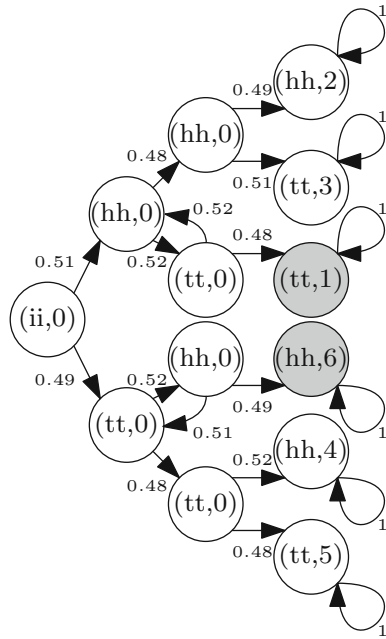 1
0.49
(hh,2)
(hh,0)
0.48
1
0.51
(tt,3)
0.52
(hh,0)
1
0.48
0.51
0.52
(tt,0)
(tt,1)
(ii,0)
(hh,0)
(hh,6)
0.49
0.52
0.49
1
(tt,0)
0.51
0.52
(hh,4)
0.48
(tt,0)
1
0.48
(tt,5)
1